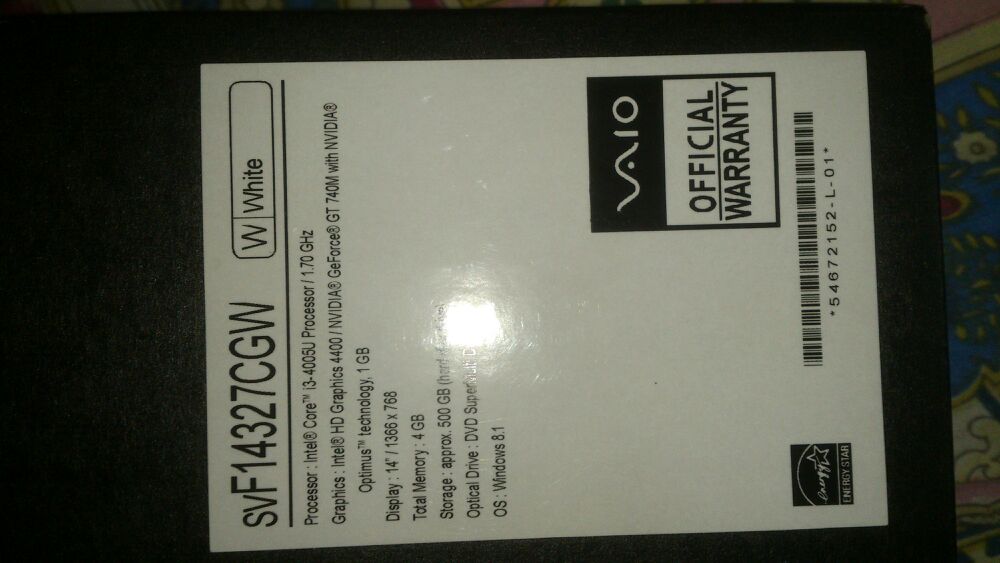 SVF14327CGW
W White
Processor : Intel® Core™ i3-4005U Processor / 1.70 GHz
Graphics : Intel® HD Graphics 4400 / NVIDIA® GeForce® GT 740M with NVIDIA®
Optimus™ technology, 1 GB
Display : 14" / 1366 x 768
Total Memory : 4 GB
Storage : approx. 500 GB (hard
Optical Drive : DVD
OS : Windows 8.1
VAIO
OFFICIAL
WARRANTY
*54672152-L-01*
energy
ENERGY STAR